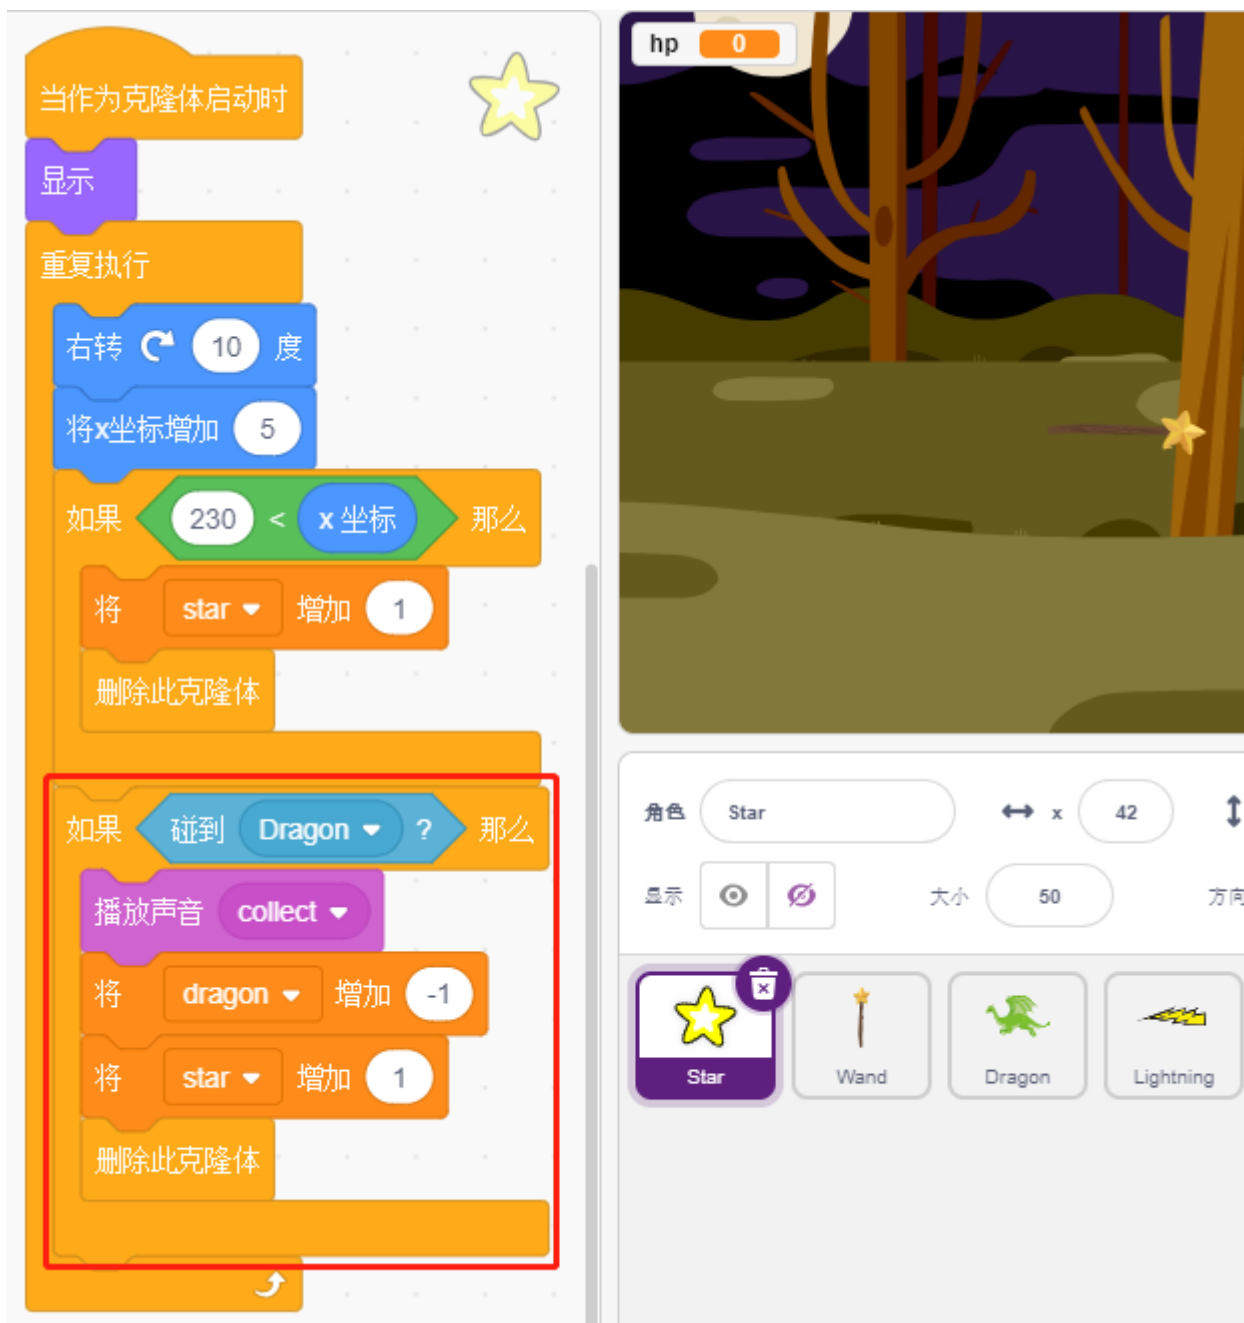 当作为克隆体启动时
显示
重复执行
右转 10 度
将x坐标增加 5
如果 230 < x 坐标 那么
将 star 增加 1
删除此克隆体
如果 碰到 Dragon ? 那么
播放声音 collect
将 dragon 增加 -1
将 star 增加 1
删除此克隆体
hp 0
角色 Star x 42
显示 大小 50 方向
Star Wand Dragon Lightning